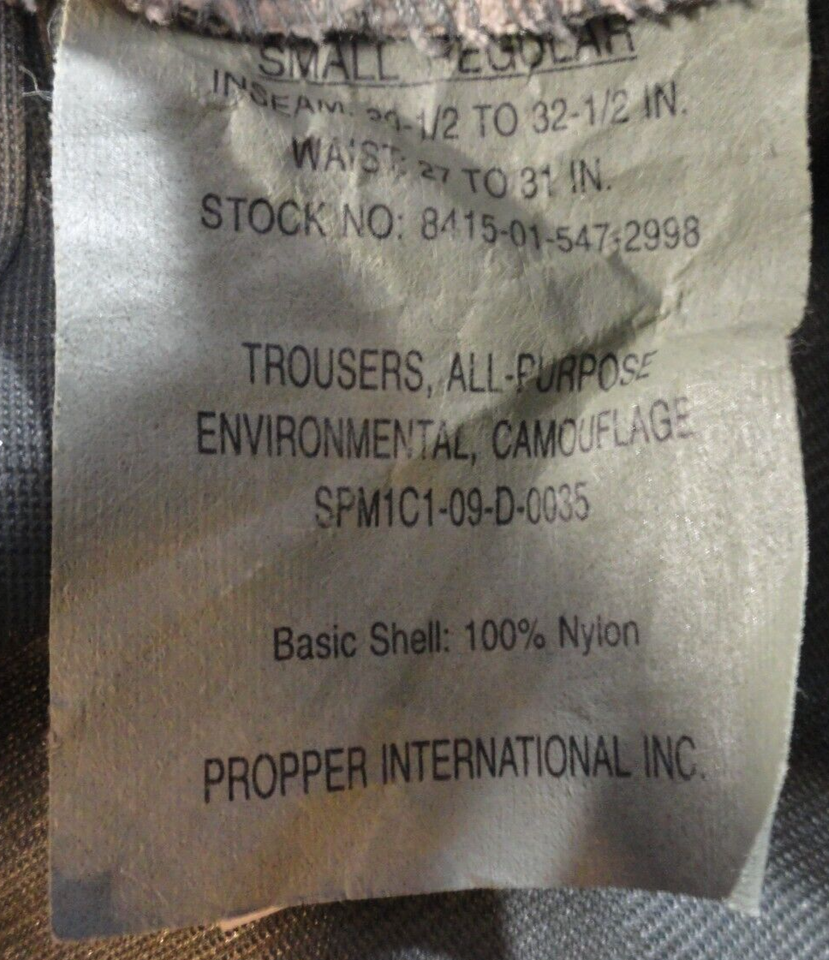 SMALL REGULAR
INSEAM: 29-1/2 TO 32-1/2 IN.
WAIST: 27 TO 31 IN.
STOCK NO: 8415-01-547-2998
TROUSERS, ALL-PURPOSE
ENVIRONMENTAL, CAMOUFLAGE
SPM1C1-09-D-0035
Basic Shell: 100% Nylon
PROPPER INTERNATIONAL INC.